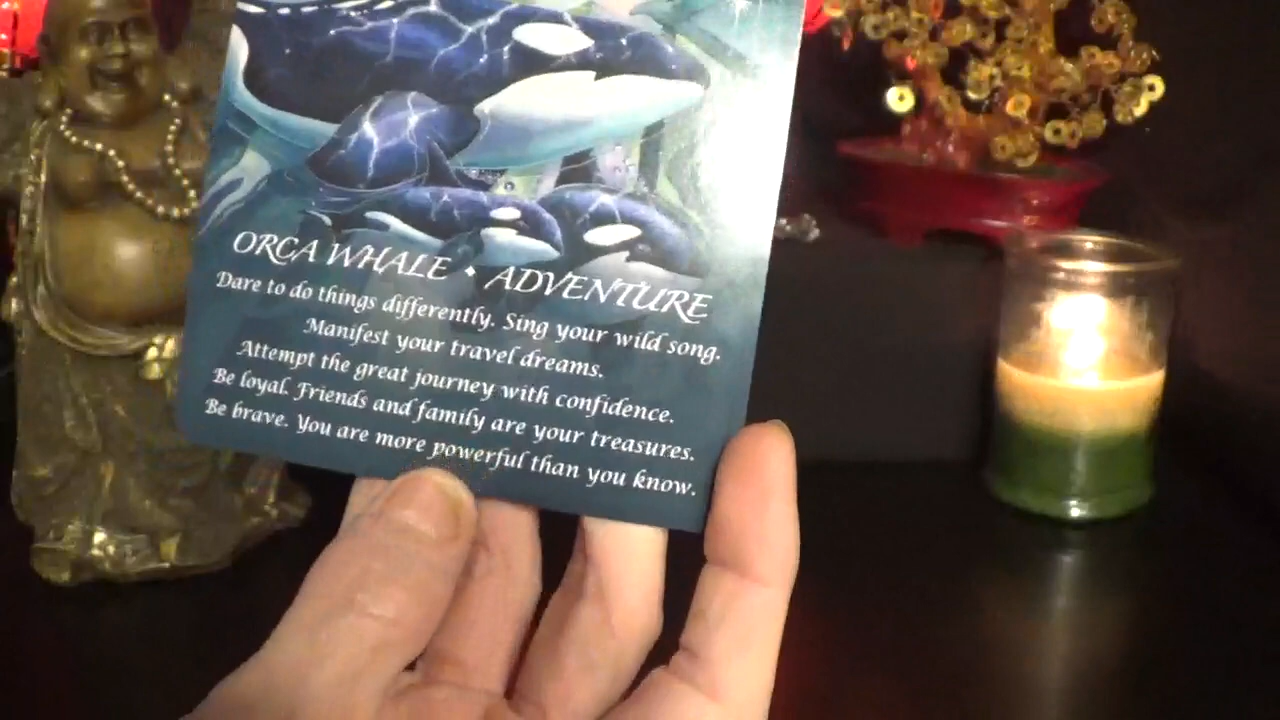 ORCA WHALE • ADVENTURE
Dare to do things differently. Sing your wild song.
Manifest your travel dreams.
Attempt the great journey with confidence.
Be loyal. Friends and family are your treasures.
Be brave. You are more powerful than you know.